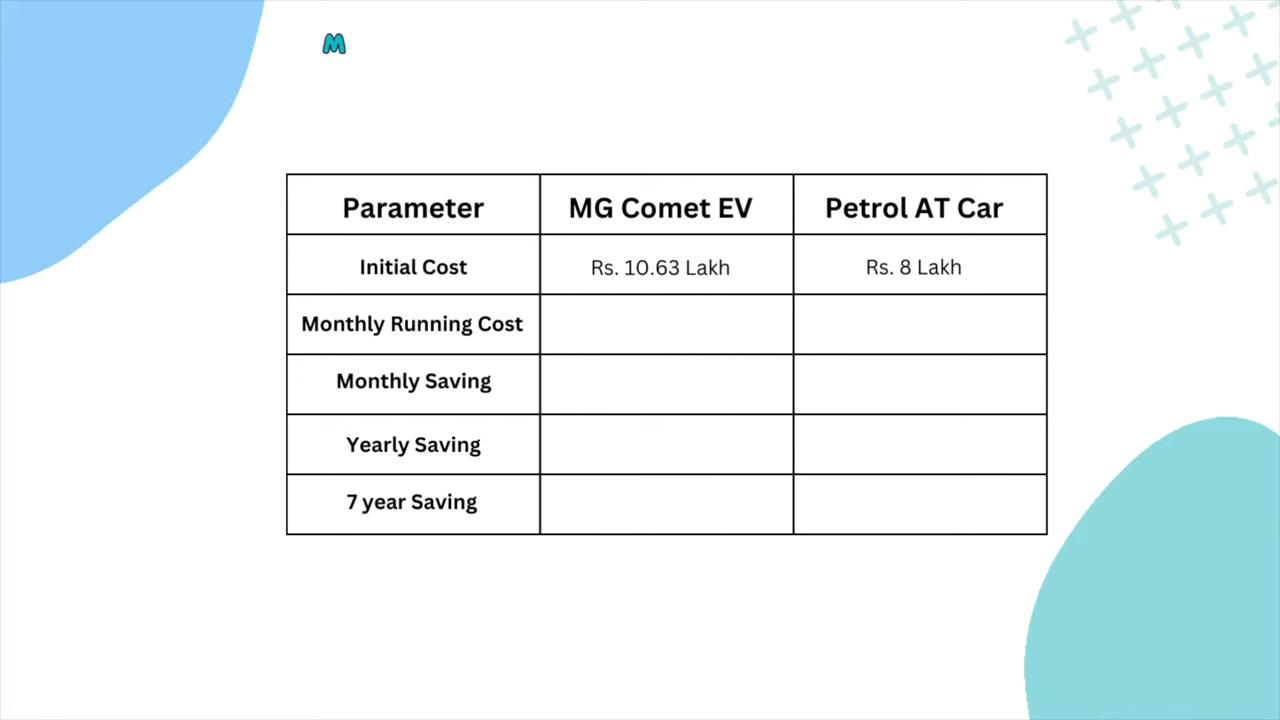 M
Parameter MG Comet EV Petrol AT Car
Initial Cost Rs. 10.63 Lakh Rs. 8 Lakh
Monthly Running Cost
Monthly Saving
Yearly Saving
7 year Saving